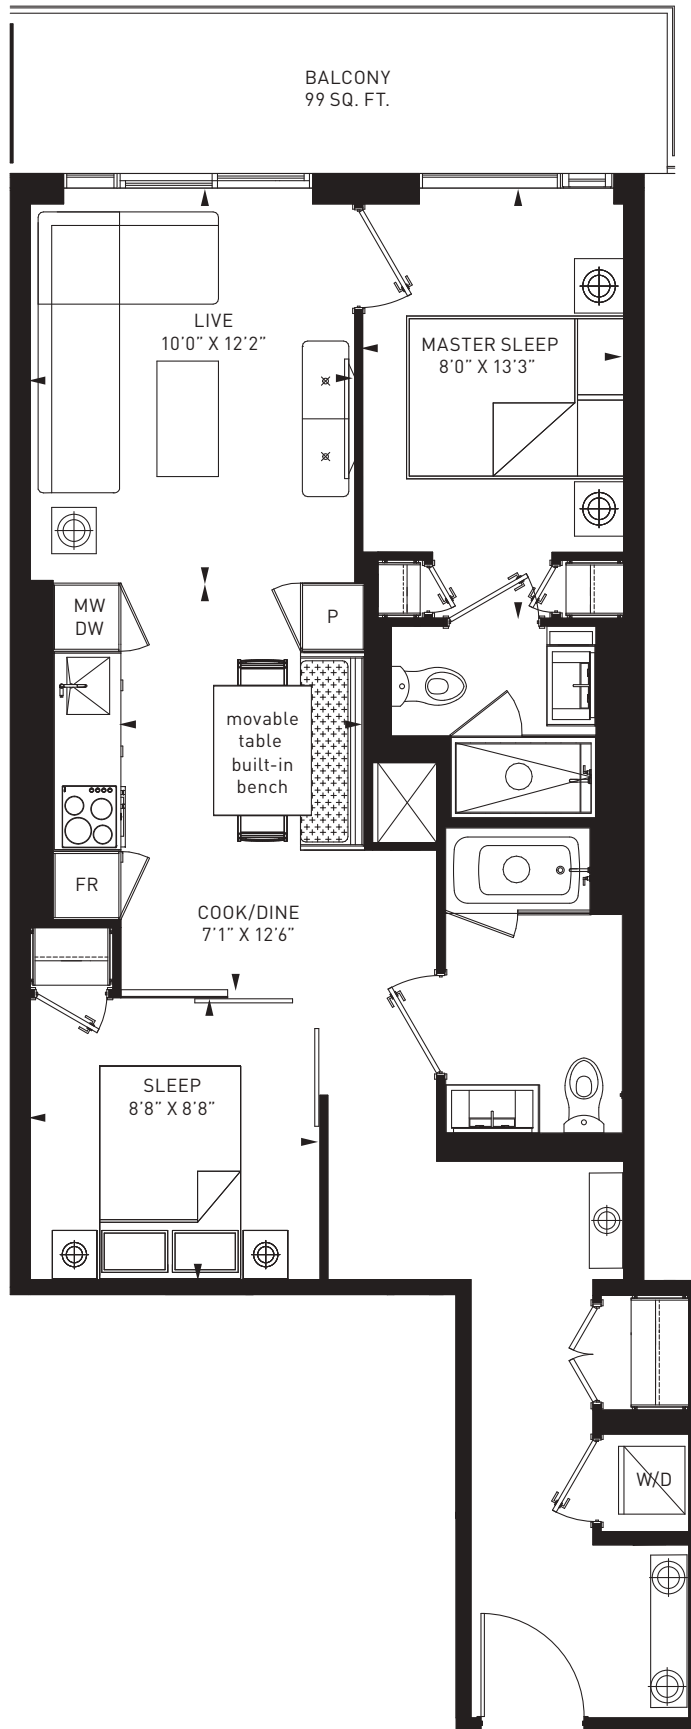 BALCONY
99 SQ. FT.
LIVE
10’0” X 12’2”
MASTER SLEEP
8’0” X 13’3”
MW
DW
P
movable
table
built-in
bench
FR
COOK/DINE
7’1” X 12’6”
SLEEP
8’8” X 8’8”
W/D